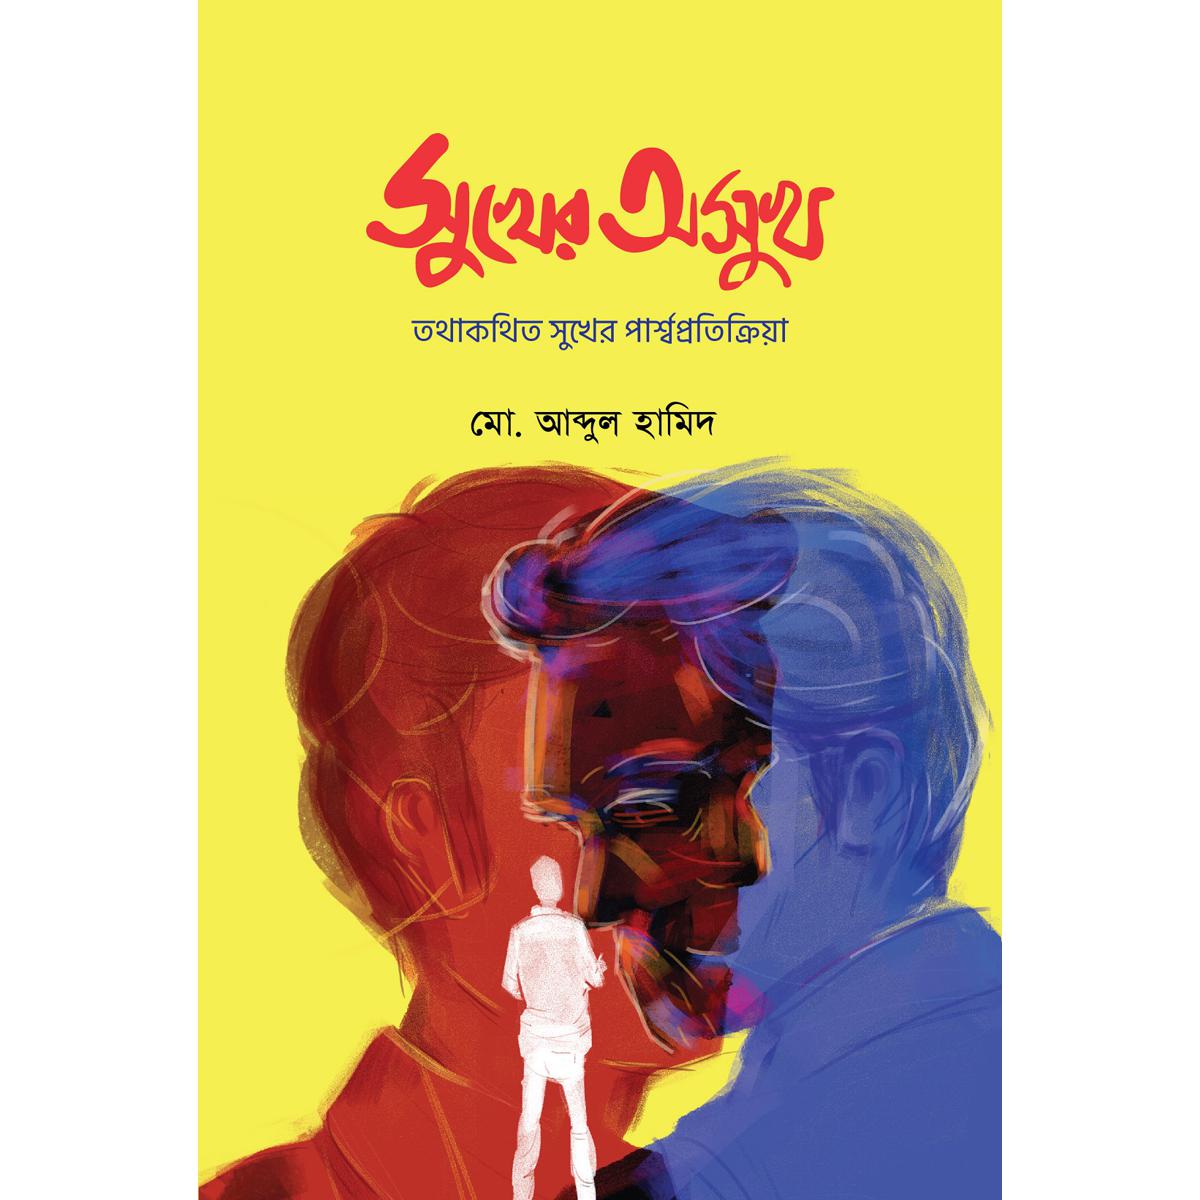 সুখের অসুখ
তথাকথিত সুখের পার্শ্বপ্রতিক্রিয়া
মো. আব্দুল হামিদ